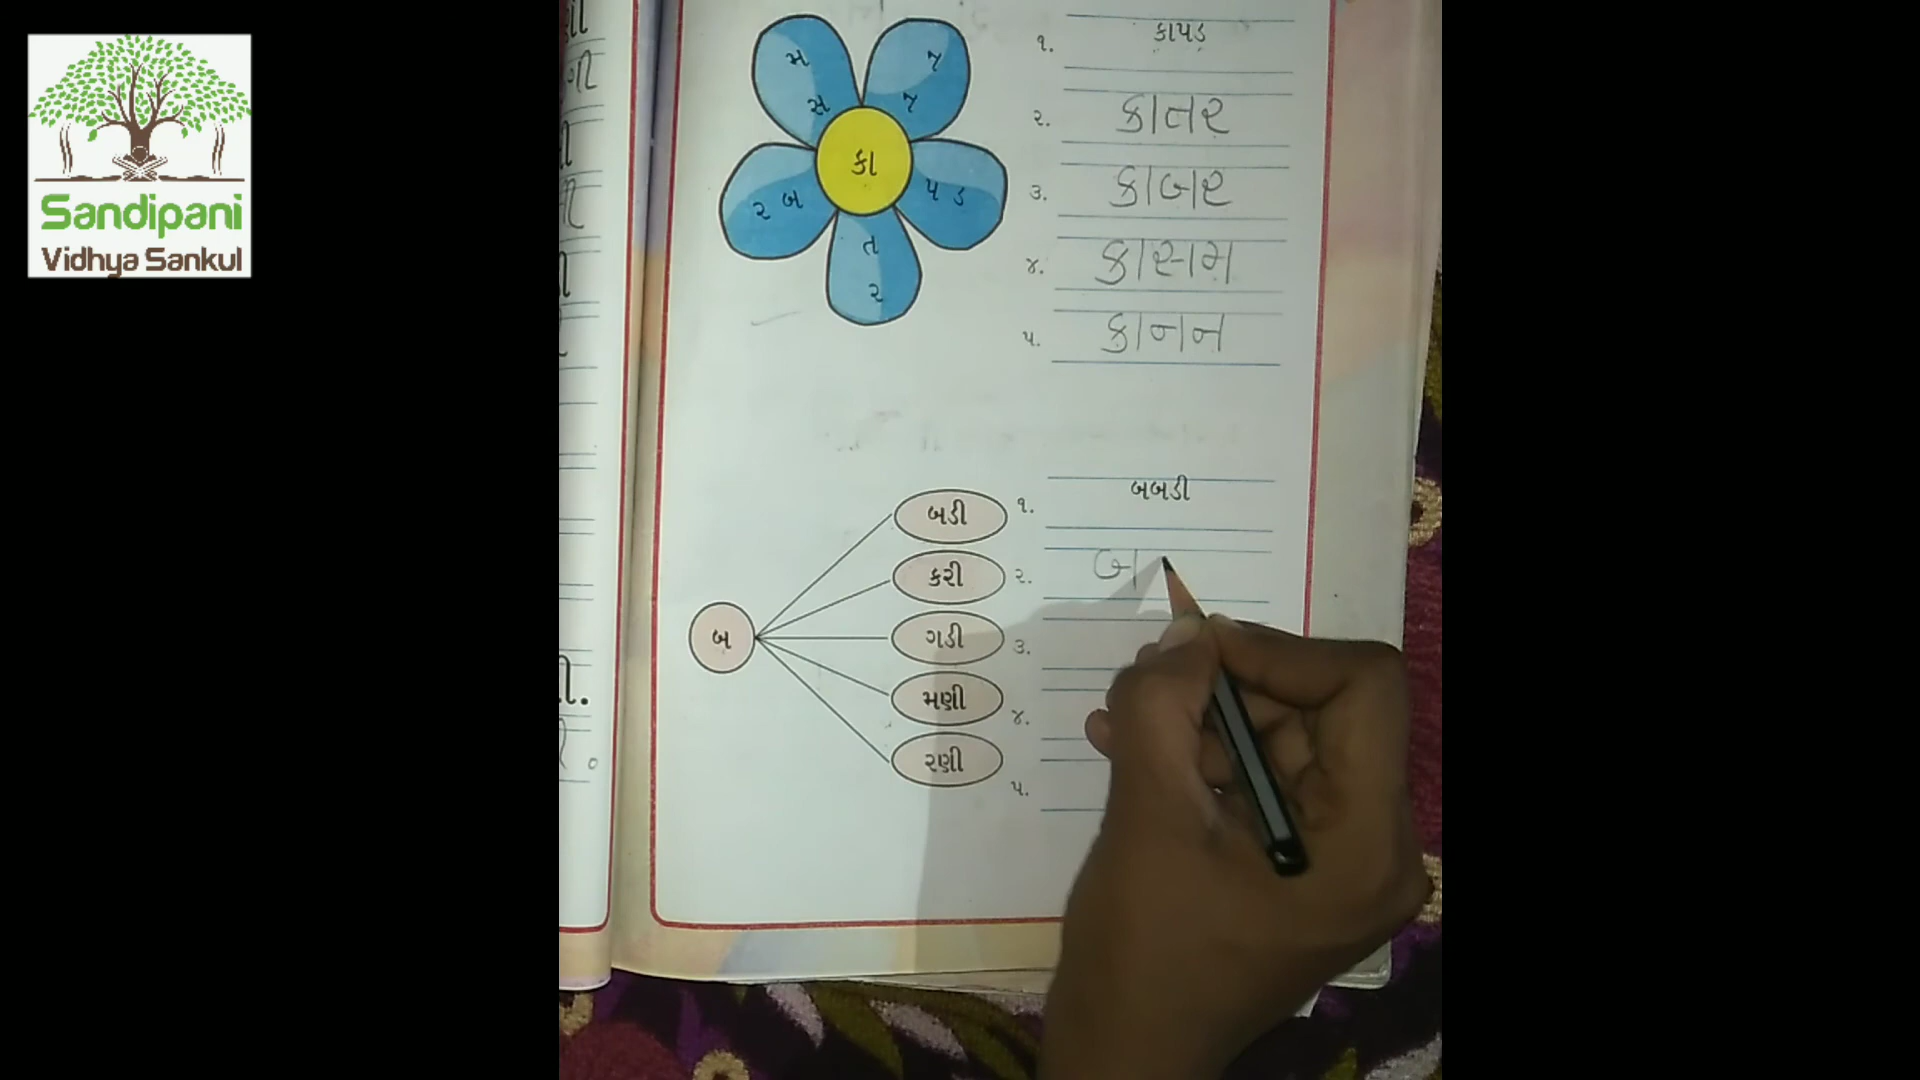 Sandipani
Vidhya Sankul
મ
સ
ન
ન
કા
૨ બ
પ ડ
ત
ર
૧. કાપડ
૨. કાતર
૩. કાબર
૪. કાસમ
૫. કાનન
બ
બડી
કરી
ગડી
મણી
રણી
૧. બબડી
૨. બ
૩.
૪.
૫.